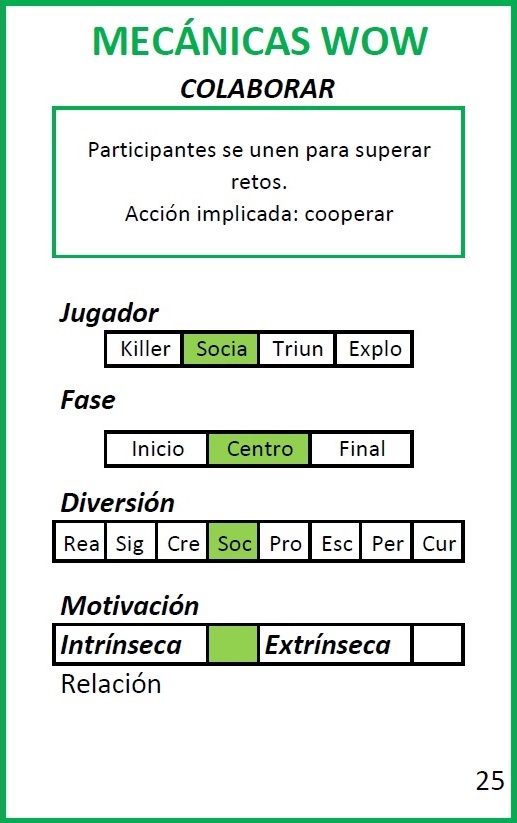 MECÁNICAS WOW
COLABORAR
Participantes se unen para superar
retos.
Acción implicada: cooperar
Jugador
Killer Socia Triun Explo
Fase
Inicio Centro Final
Diversión
Rea Sig Cre Soc Pro Esc Per Cur
Motivación
Intrínseca Extrínseca
Relación
25